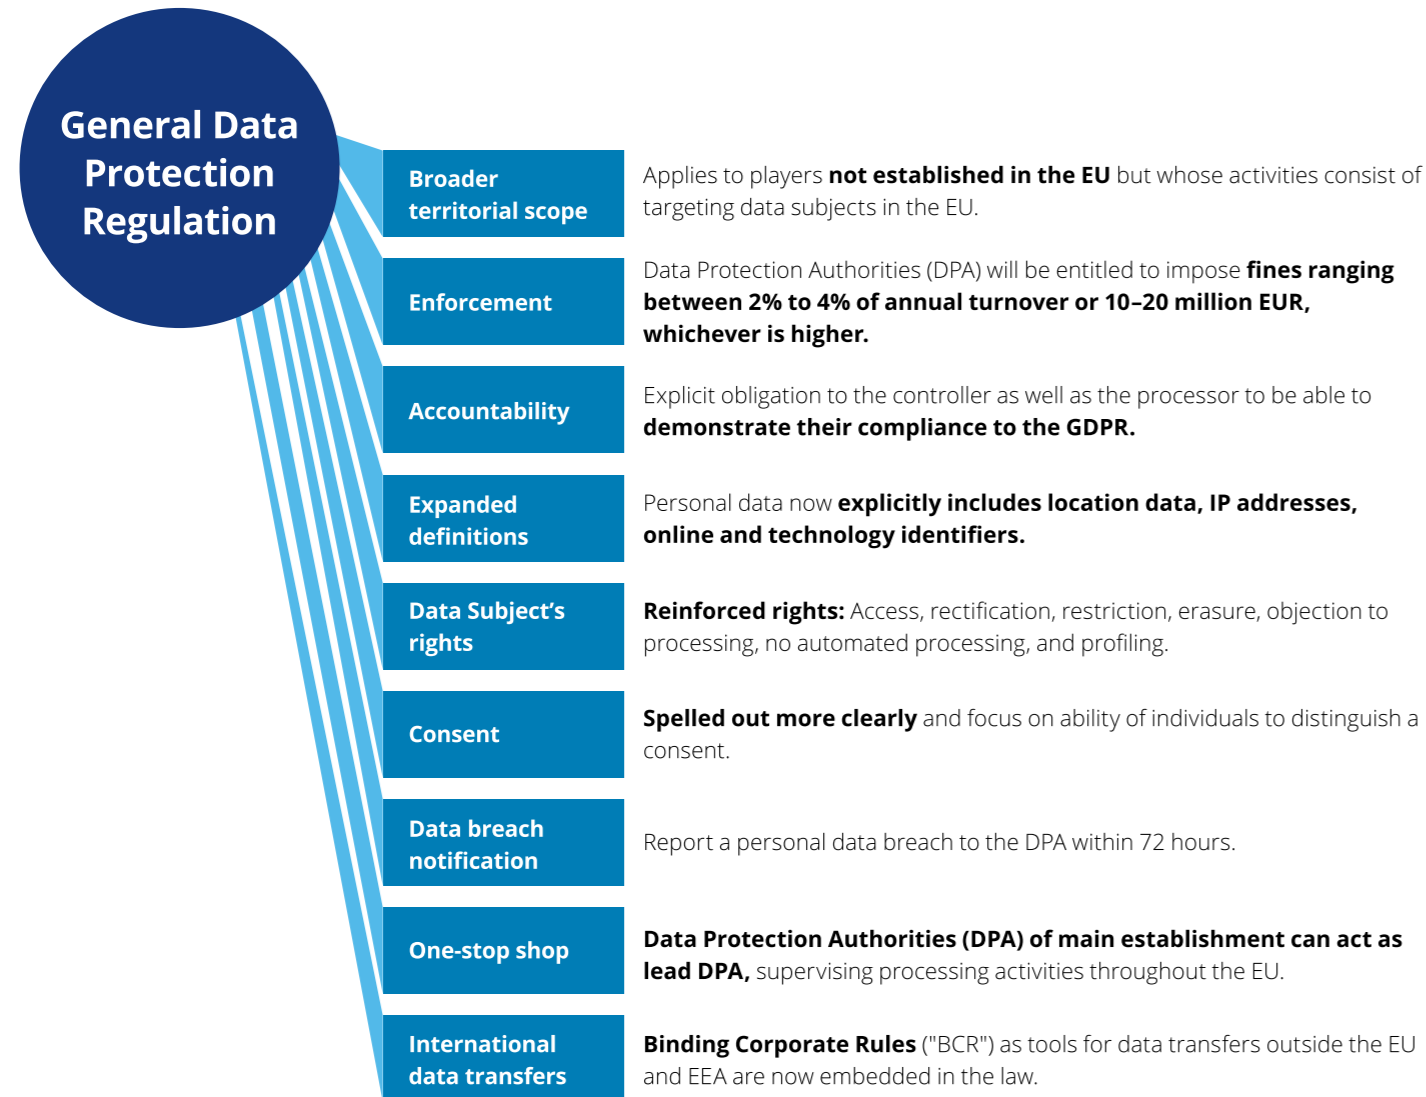 General Data
Protection
Regulation
Broader
territorial scope
Applies to players not established in the EU but whose activities consist of
targeting data subjects in the EU.
Enforcement
Data Protection Authorities (DPA) will be entitled to impose fines ranging
between 2% to 4% of annual turnover or 10–20 million EUR,
whichever is higher.
Accountability
Explicit obligation to the controller as well as the processor to be able to
demonstrate their compliance to the GDPR.
Expanded
definitions
Personal data now explicitly includes location data, IP addresses,
online and technology identifiers.
Data Subject’s
rights
Reinforced rights: Access, rectification, restriction, erasure, objection to
processing, no automated processing, and profiling.
Consent
Spelled out more clearly and focus on ability of individuals to distinguish a
consent.
Data breach
notification
Report a personal data breach to the DPA within 72 hours.
One-stop shop
Data Protection Authorities (DPA) of main establishment can act as
lead DPA, supervising processing activities throughout the EU.
International
data transfers
Binding Corporate Rules ("BCR") as tools for data transfers outside the EU
and EEA are now embedded in the law.